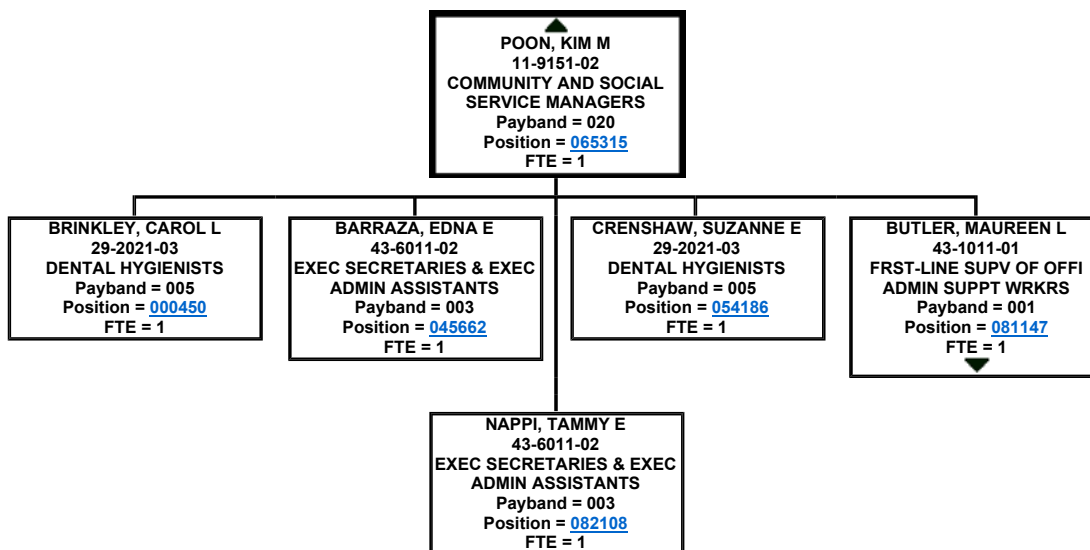 POON, KIM M
11-9151-02
COMMUNITY AND SOCIAL
SERVICE MANAGERS
Payband = 020
Position = 065315
FTE = 1
BRINKLEY, CAROL L
29-2021-03
DENTAL HYGIENISTS
Payband = 005
Position = 000450
FTE = 1
BARRAZA, EDNA E
43-6011-02
EXEC SECRETARIES & EXEC
ADMIN ASSISTANTS
Payband = 003
Position = 045662
FTE = 1
CRENSHAW, SUZANNE E
29-2021-03
DENTAL HYGIENISTS
Payband = 005
Position = 054186
FTE = 1
BUTLER, MAUREEN L
43-1011-01
FRST-LINE SUPV OF OFFI
ADMIN SUPPT WRKRS
Payband = 001
Position = 081147
FTE = 1
NAPPI, TAMMY E
43-6011-02
EXEC SECRETARIES & EXEC
ADMIN ASSISTANTS
Payband = 003
Position = 082108
FTE = 1